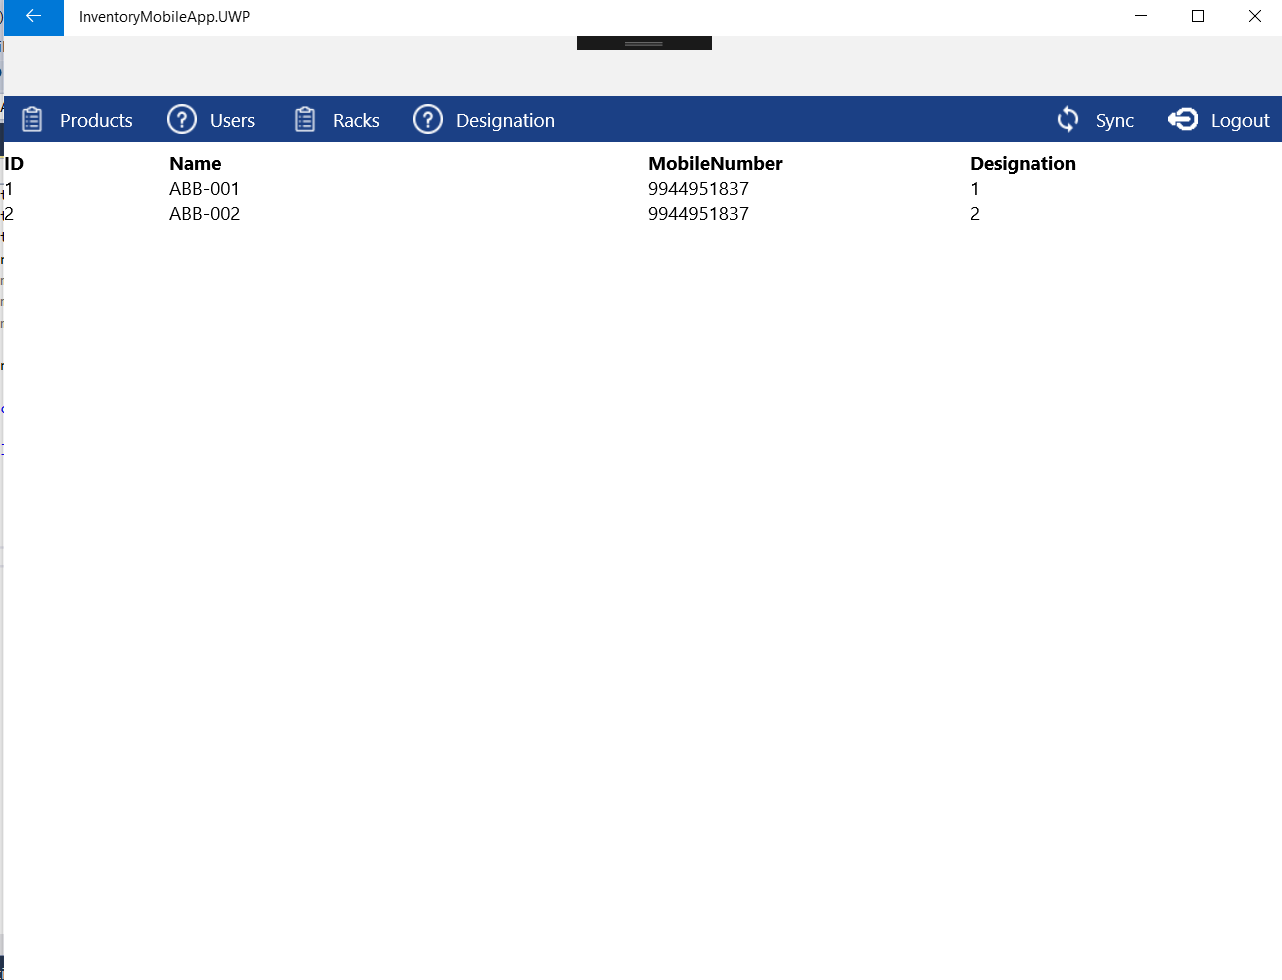 InventoryMobileApp.UWP
Products Users Racks Designation Sync Logout
ID Name MobileNumber Designation
1 ABB-001 9944951837 1
2 ABB-002 9944951837 2